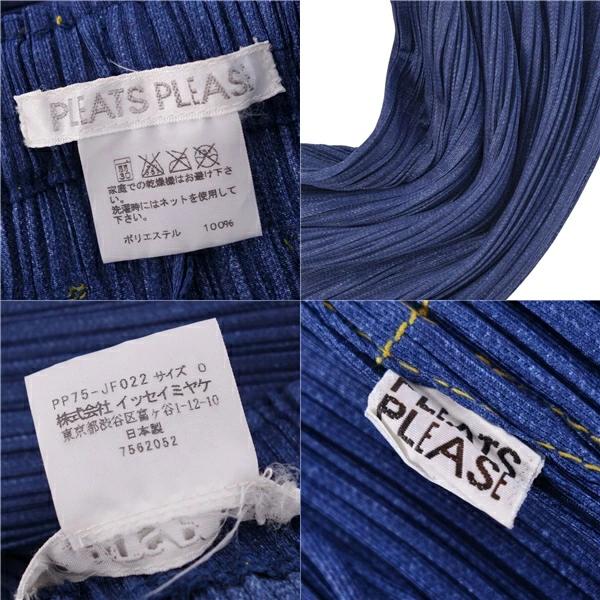 PLEATS PLEASE
家庭での乾燥機はお避け下さい。
洗濯時にはネットを使用して下さい。
ポリエステル 100%
PP75-JF022 サイズ 0
株式会社 イッセイミヤケ
東京都渋谷区富ヶ谷1-12-10
日本製
7562052
PLEATS
PLEASE